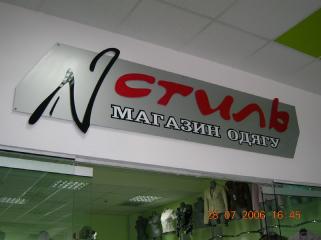 N СТИЛЬ
МАГАЗИН ОДЯГУ
28 07 2006 16 45